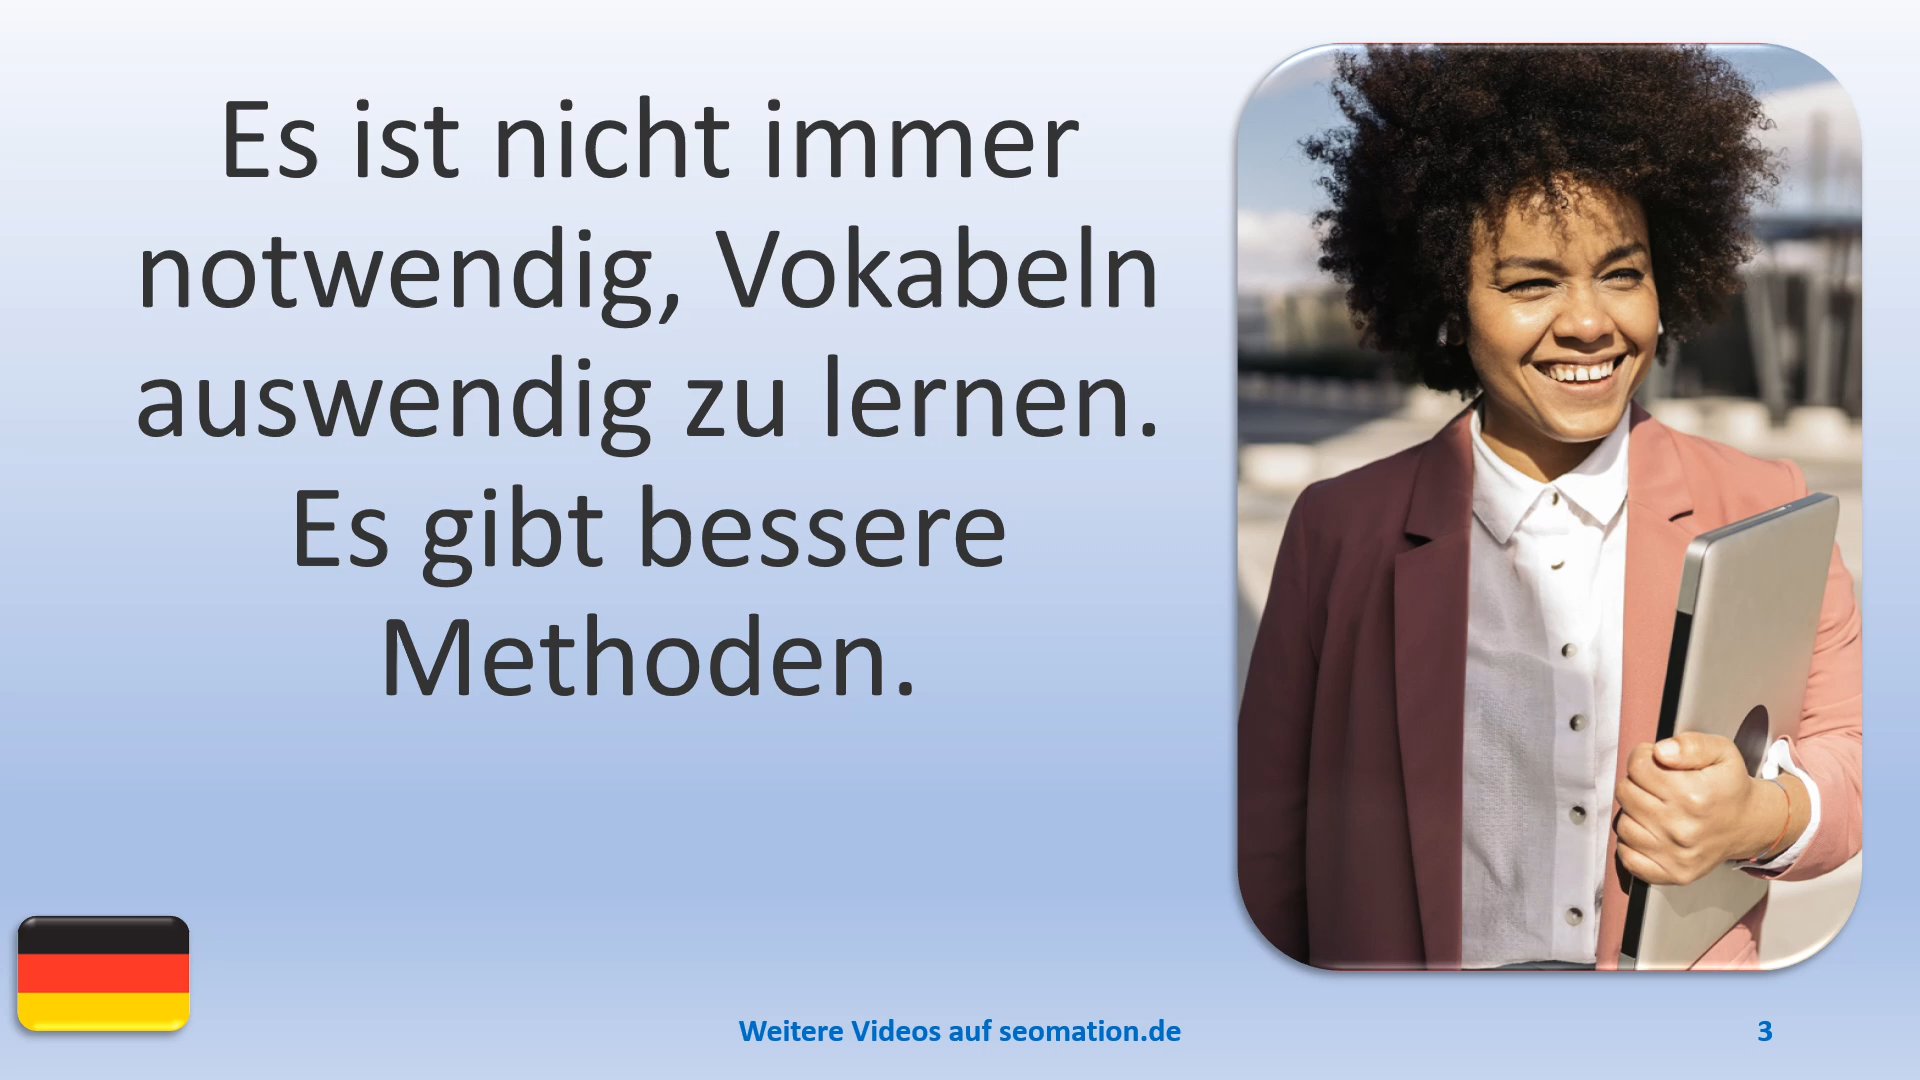 Es ist nicht immer
notwendig, Vokabeln
auswendig zu lernen.
Es gibt bessere
Methoden.
Weitere Videos auf seomation.de
3